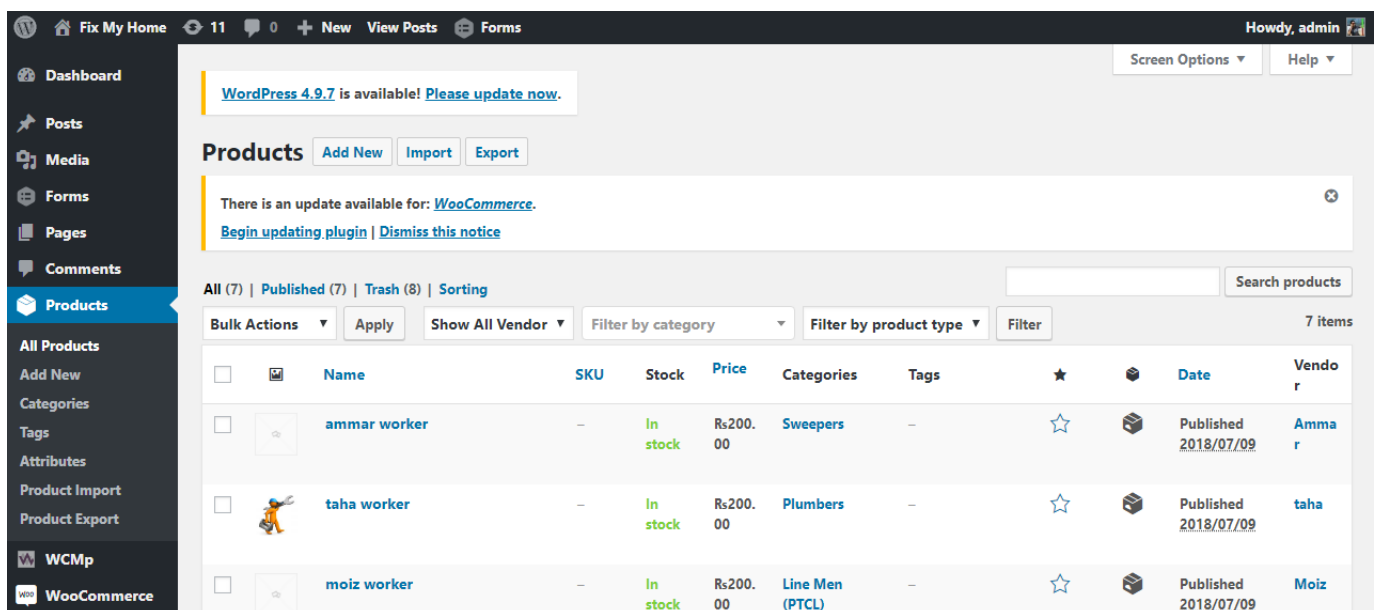 Fix My Home 11 0 New View Posts Forms Howdy, admin
Screen Options Help
Dashboard
Posts
Media
Forms
Pages
Comments
Products
All Products
Add New
Categories
Tags
Attributes
Product Import
Product Export
WCMp
Woo WooCommerce
WordPress 4.9.7 is available! Please update now.
Products Add New Import Export
There is an update available for: WooCommerce.
Begin updating plugin | Dismiss this notice
All (7) | Published (7) | Trash (8) | Sorting
Search products
Bulk Actions Apply Show All Vendor Filter by category Filter by product type Filter 7 items
Name SKU Stock Price Categories Tags Date Vendo
r
ammar worker – In Rs200. Sweepers – Published Amma
stock 00 2018/07/09 r
taha worker – In Rs200. Plumbers – Published taha
stock 00 2018/07/09
moiz worker – In Rs200. Line Men – Published Moiz
stock 00 (PTCL) 2018/07/09